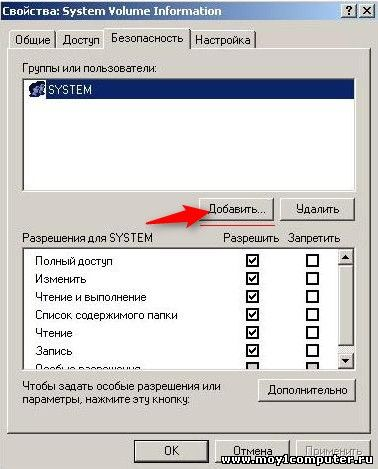 Свойства: System Volume Information
Общие Доступ Безопасность Настройка
Группы или пользователи:
SYSTEM
Добавить... Удалить
Разрешения для SYSTEM Разрешить Запретить
Полный доступ
Изменить
Чтение и выполнение
Список содержимого папки
Чтение
Запись
Особые разрешения
Чтобы задать особые разрешения или
параметры, нажмите эту кнопку:
Дополнительно
OK Отмена Применить
www.moy1computer.ru